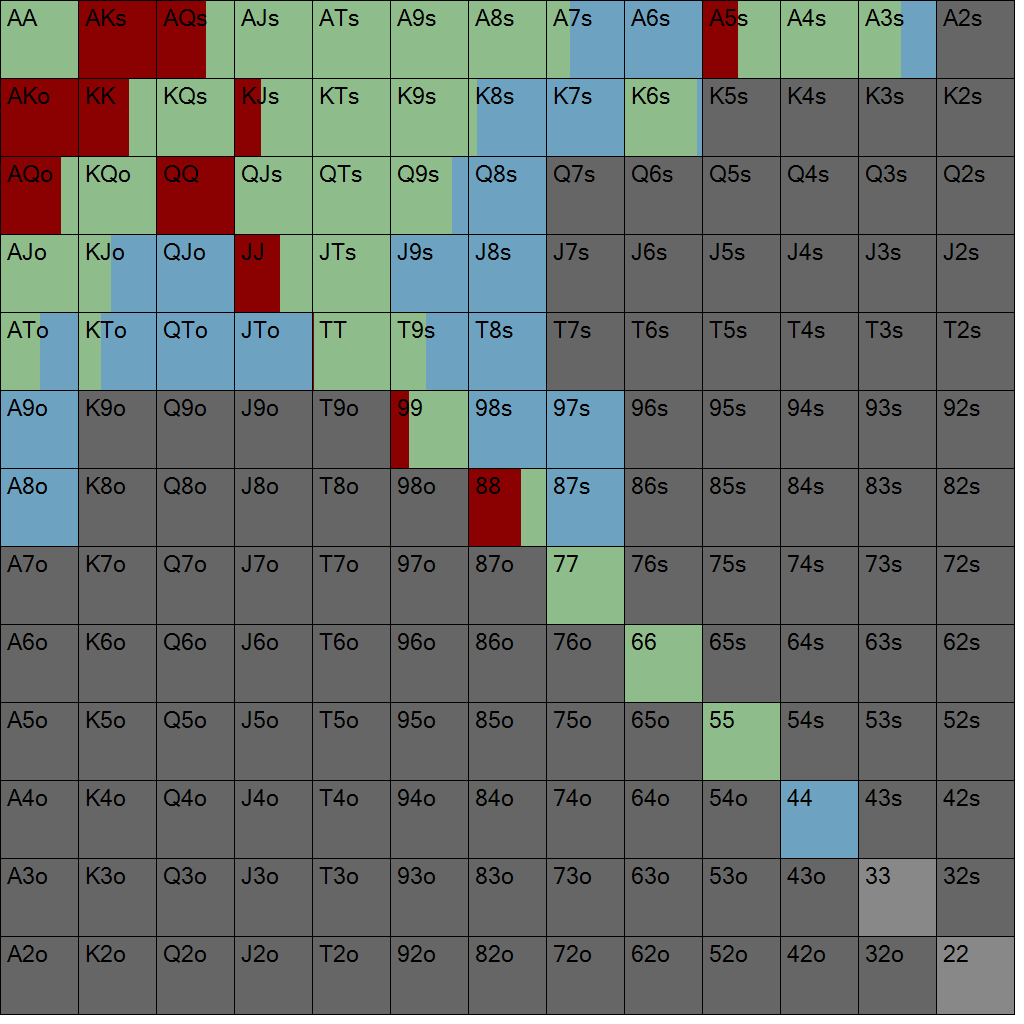 AA AKs AQs AJs ATs A9s A8s A7s A6s A5s A4s A3s A2s
AKo KK KQs KJs KTs K9s K8s K7s K6s K5s K4s K3s K2s
AQo KQo QQ QJs QTs Q9s Q8s Q7s Q6s Q5s Q4s Q3s Q2s
AJo KJo QJo JJ JTs J9s J8s J7s J6s J5s J4s J3s J2s
ATo KTo QTo JTo TT T9s T8s T7s T6s T5s T4s T3s T2s
A9o K9o Q9o J9o T9o 99 98s 97s 96s 95s 94s 93s 92s
A8o K8o Q8o J8o T8o 98o 88 87s 86s 85s 84s 83s 82s
A7o K7o Q7o J7o T7o 97o 87o 77 76s 75s 74s 73s 72s
A6o K6o Q6o J6o T6o 96o 86o 76o 66 65s 64s 63s 62s
A5o K5o Q5o J5o T5o 95o 85o 75o 65o 55 54s 53s 52s
A4o K4o Q4o J4o T4o 94o 84o 74o 64o 54o 44 43s 42s
A3o K3o Q3o J3o T3o 93o 83o 73o 63o 53o 43o 33 32s
A2o K2o Q2o J2o T2o 92o 82o 72o 62o 52o 42o 32o 22